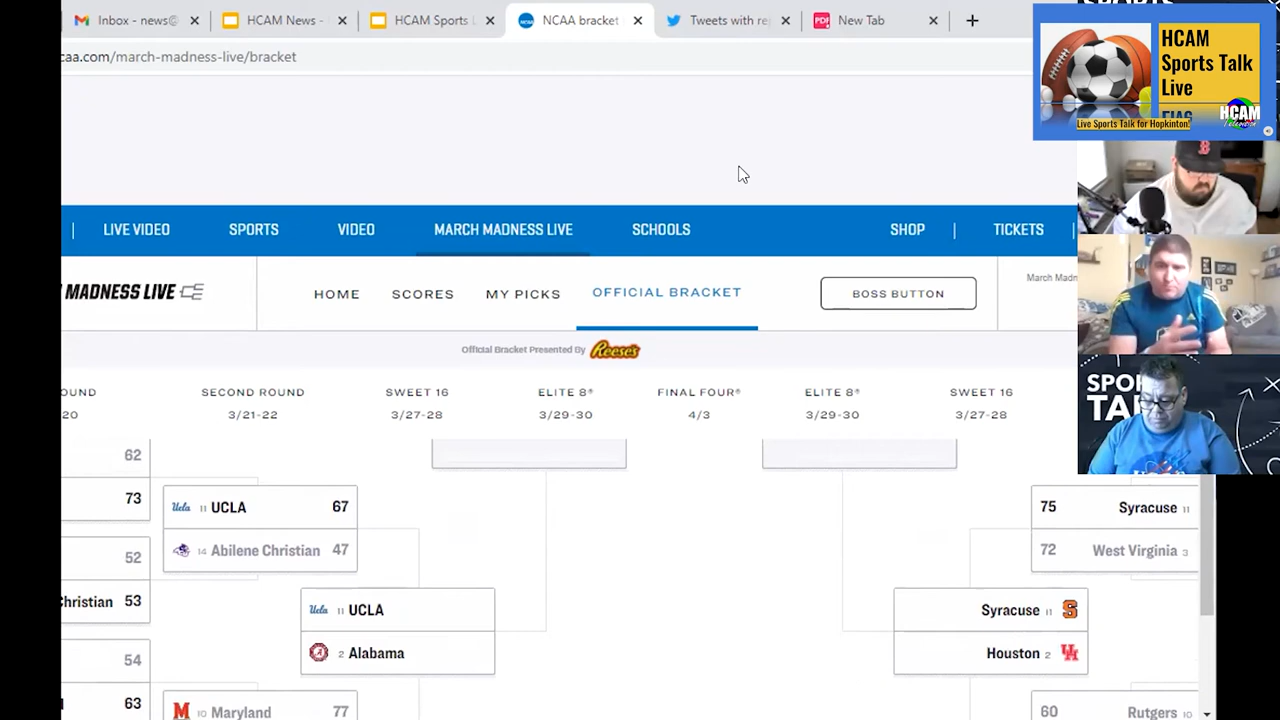 Inbox - news@
HCAM News -
HCAM Sports
NCAA bracket
Tweets with re
PDF New Tab
caa.com/march-madness-live/bracket
HCAM
Sports Talk
Live
Live Sports Talk for Hopkinton!
HCAM
LIVE VIDEO SPORTS VIDEO MARCH MADNESS LIVE SCHOOLS SHOP TICKETS
MADNESS LIVE
HOME SCORES MY PICKS OFFICIAL BRACKET BOSS BUTTON
March Madn
Official Bracket Presented By Reese's
OUND SECOND ROUND SWEET 16 ELITE 8® FINAL FOUR® ELITE 8® SWEET 16
20 3/21-22 3/27-28 3/29-30 4/3 3/29-30 3/27-28
SPO
TA
62
73
Ucla 11 UCLA 67
14 Abilene Christian 47
75 Syracuse 11
72 West Virginia 3
52
Christian 53
Ucla 11 UCLA
2 Alabama
Syracuse 11 S
Houston 2 UH
54
63
M 10 Maryland 77
60 Rutgers 10